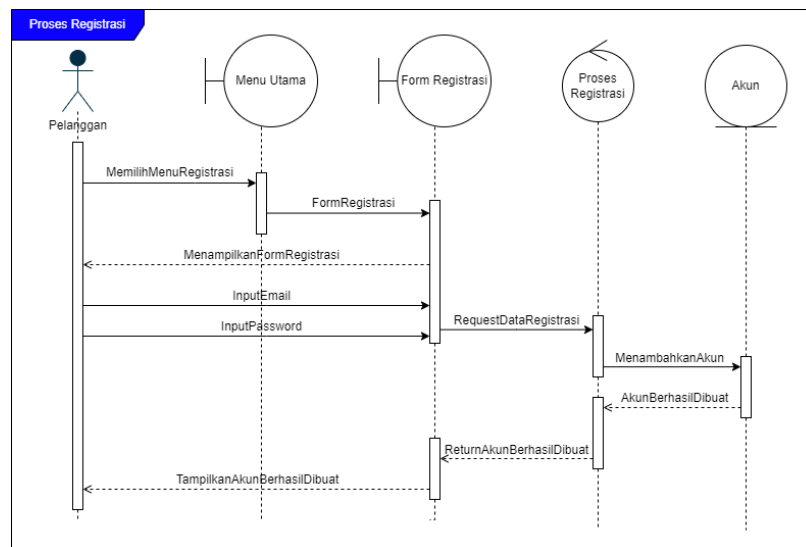 Proses Registrasi
Menu Utama
Form Registrasi
Proses
Registrasi
Akun
Pelanggan
MemilihMenuRegistrasi
FormRegistrasi
MenampilkanFormRegistrasi
InputEmail
InputPassword
RequestDataRegistrasi
MenambahkanAkun
AkunBerhasilDibuat
ReturnAkunBerhasilDibuat
TampilkanAkunBerhasilDibuat